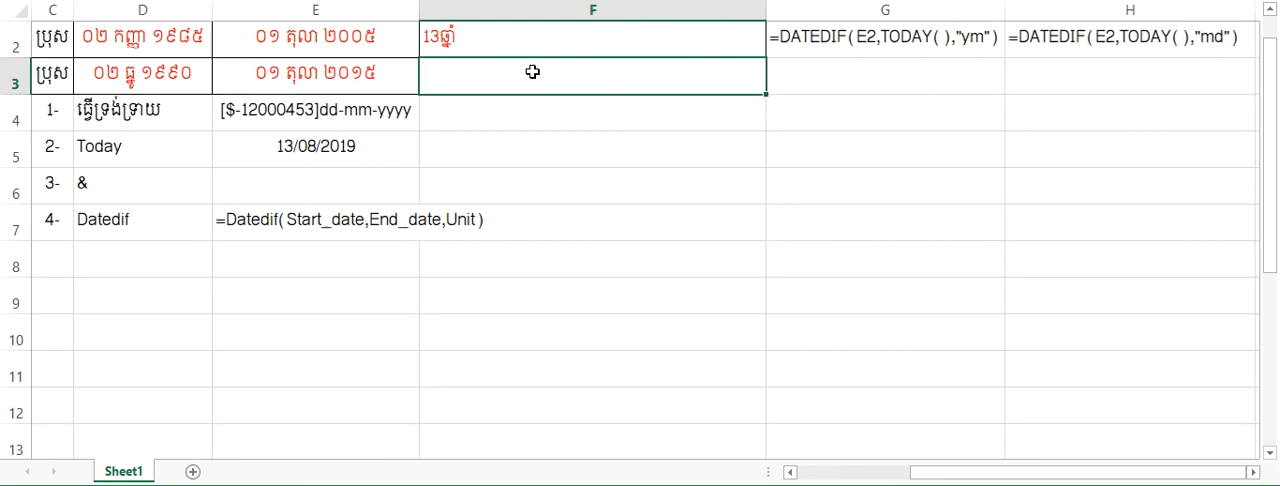 C D E F G H
2 ប្រុស ០២ កញ្ញា ១៩៨៥ ០១ តុលា ២០០៥ 13ឆ្នាំ =DATEDIF( E2,TODAY( ),"ym") =DATEDIF( E2,TODAY( ),"md")
3 ប្រុស ០២ ធ្នូ ១៩៩០ ០១ តុលា ២០១៥
4 1- ធ្វើទ្រង់ទ្រាយ [$-12000453]dd-mm-yyyy
5 2- Today 13/08/2019
6 3- &
7 4- Datedif =Datedif( Start_date,End_date,Unit )
8
9
10
11
12
13
Sheet1